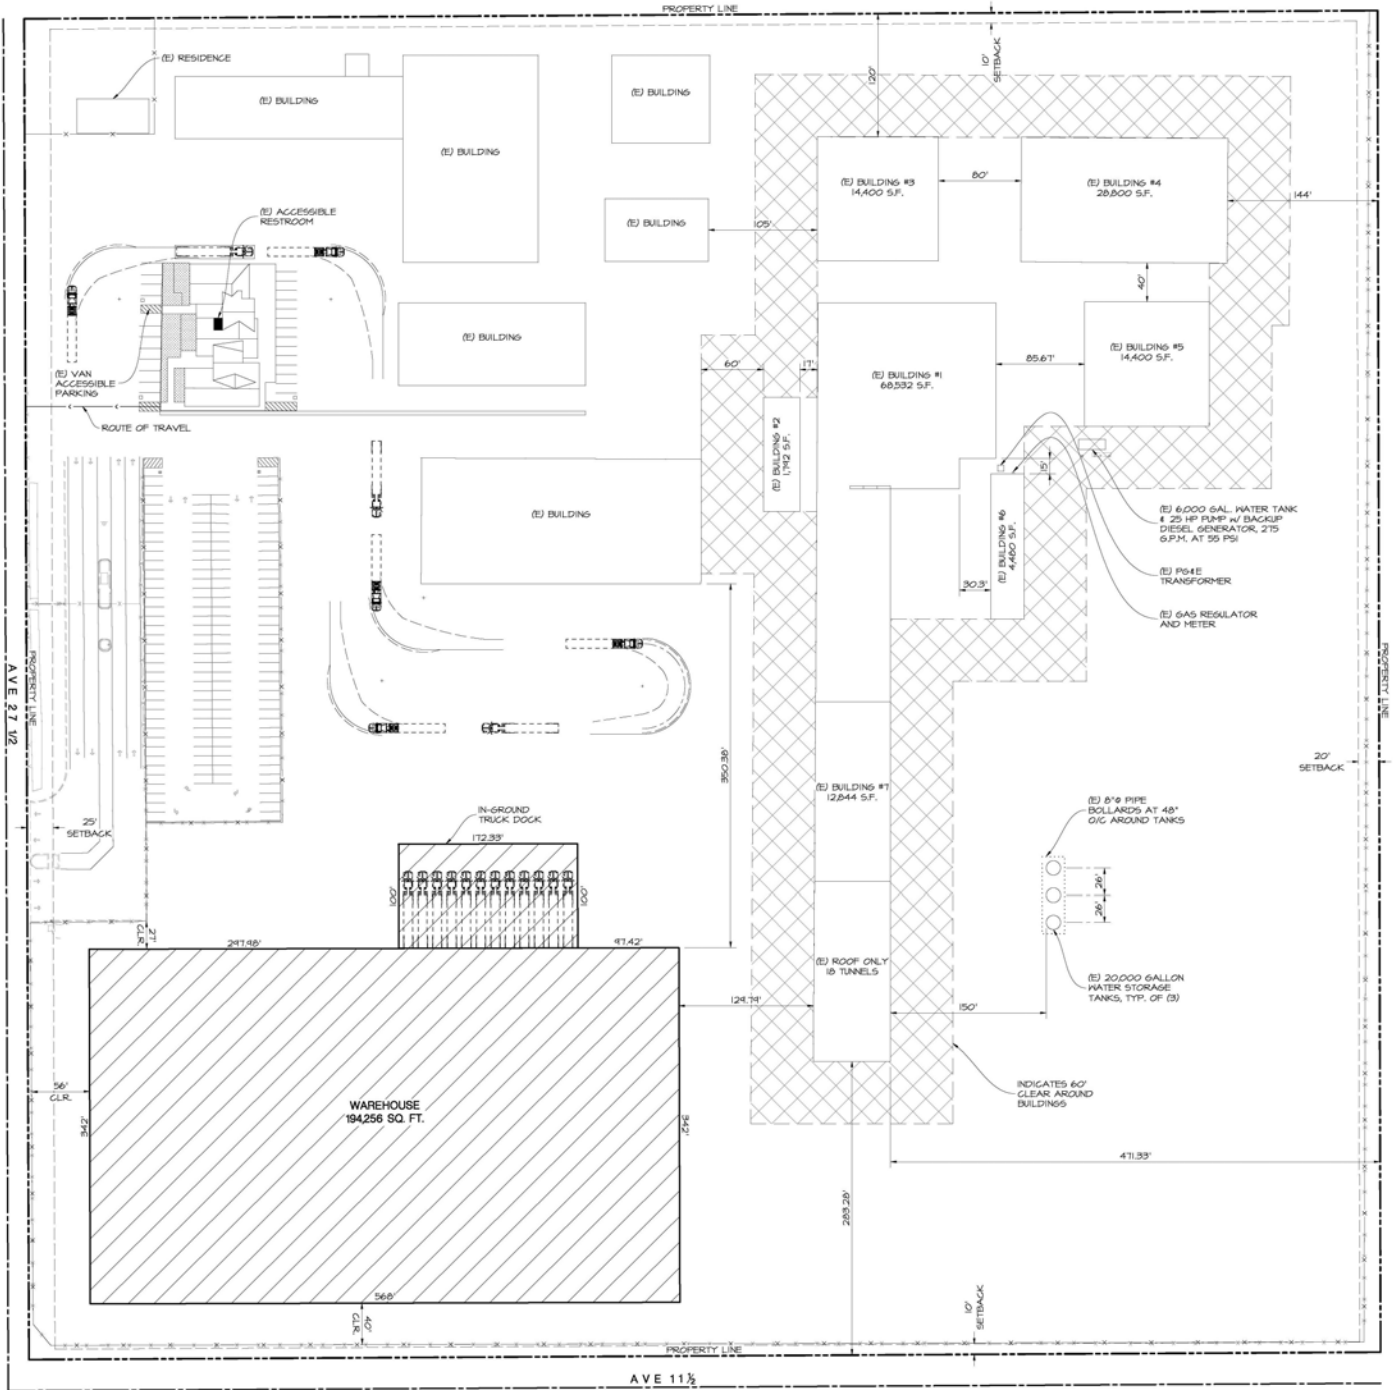 PROPERTY LINE
10'
SETBACK
120'
(E) RESIDENCE
(E) BUILDING
(E) BUILDING
(E) BUILDING
(E) BUILDING
(E) BUILDING #3
14,400 S.F.
80'
(E) BUILDING #4
28,800 S.F.
144'
105'
(E) ACCESSIBLE
RESTROOM
40'
(E) BUILDING
(E) BUILDING #5
14,400 S.F.
85.67'
60'
17'
(E) BUILDING #1
68,532 S.F.
(E) VAN
ACCESSIBLE
PARKING
ROUTE OF TRAVEL
(E) BUILDING #2
1,792 S.F.
15'
(E) BUILDING
(E) BUILDING #6
4,480 S.F.
30.3'
(E) 6,000 GAL. WATER TANK
& 25 HP PUMP W/ BACKUP
DIESEL GENERATOR, 275
G.P.M. AT 55 PSI
(E) PG&E
TRANSFORMER
(E) GAS REGULATOR
AND METER
PROPERTY LINE
AVE 27 1/2
PROPERTY LINE
350.38'
20'
SETBACK
(E) BUILDING #7
12,844 S.F.
(E) 8"Φ PIPE
BOLLARDS AT 48"
O/C AROUND TANKS
25'
SETBACK
IN-GROUND
TRUCK DOCK
172.33'
100'
100'
26'
26'
27'
CLR.
297.98'
97.42'
(E) ROOF ONLY
18 TUNNELS
(E) 20,000 GALLON
WATER STORAGE
TANKS, TYP. OF (3)
129.79'
150'
56'
CLR.
342'
WAREHOUSE
194,256 SQ. FT.
342'
INDICATES 60'
CLEAR AROUND
BUILDINGS
471.33'
283.28'
568'
40'
CLR.
10'
SETBACK
PROPERTY LINE
AVE 11½